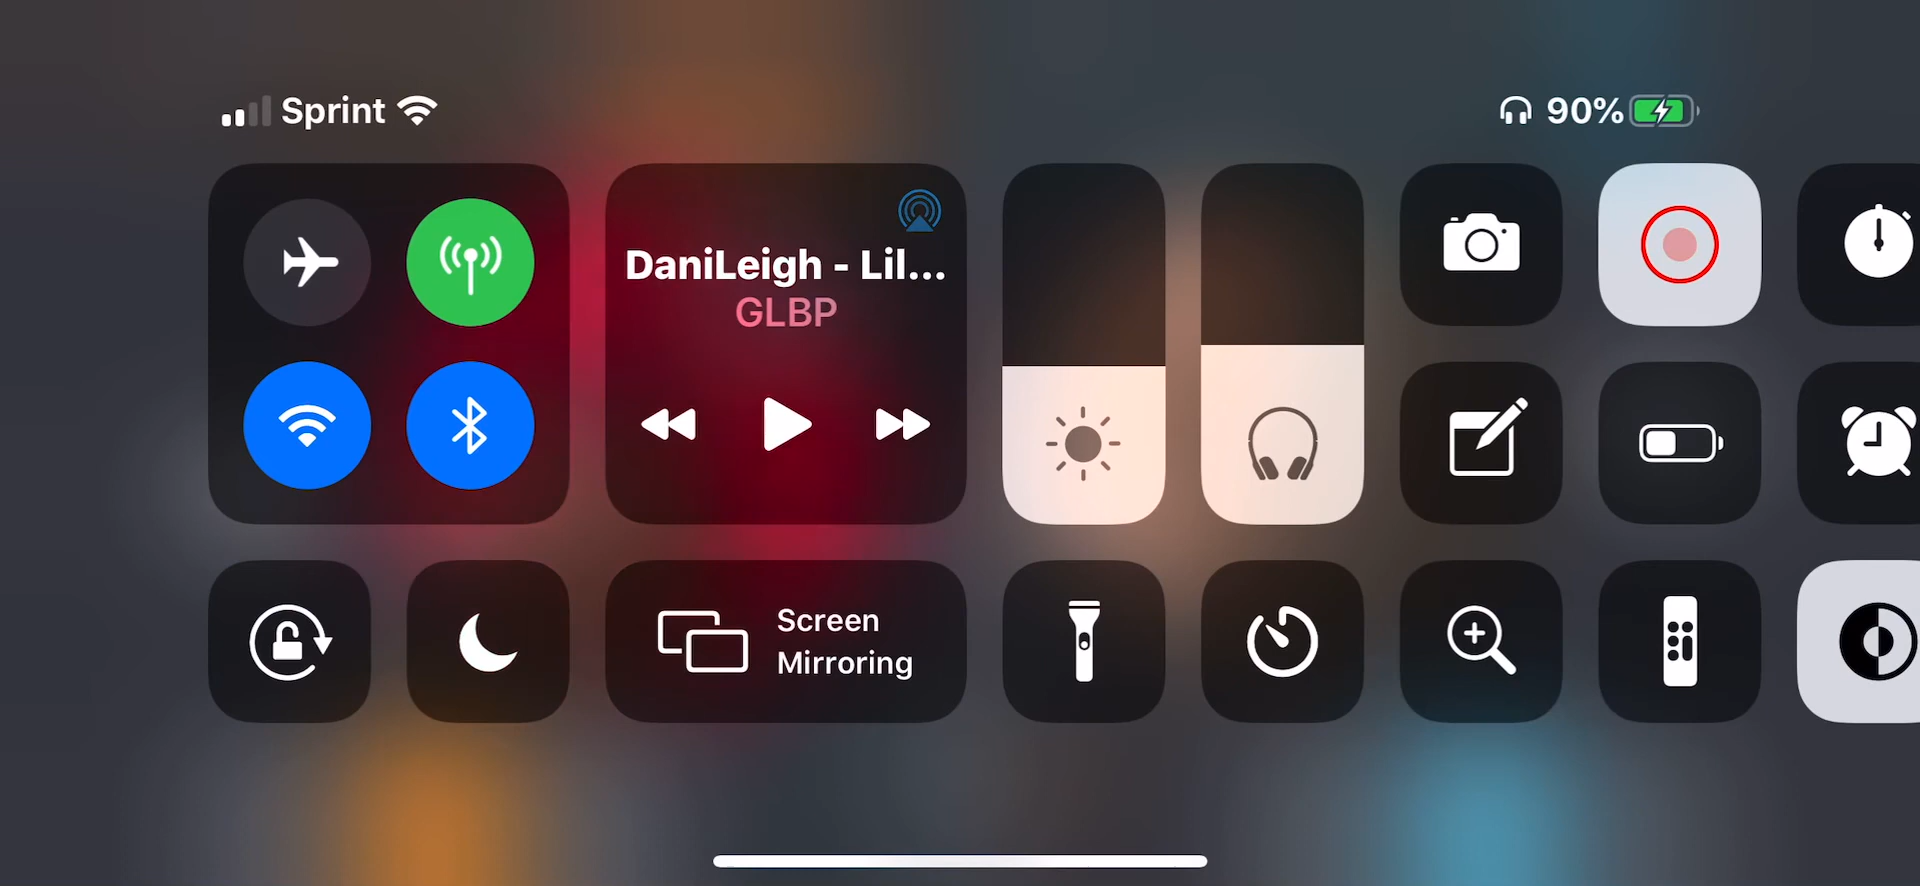 Sprint
90%
DaniLeigh - Lil...
GLBP
Screen
Mirroring